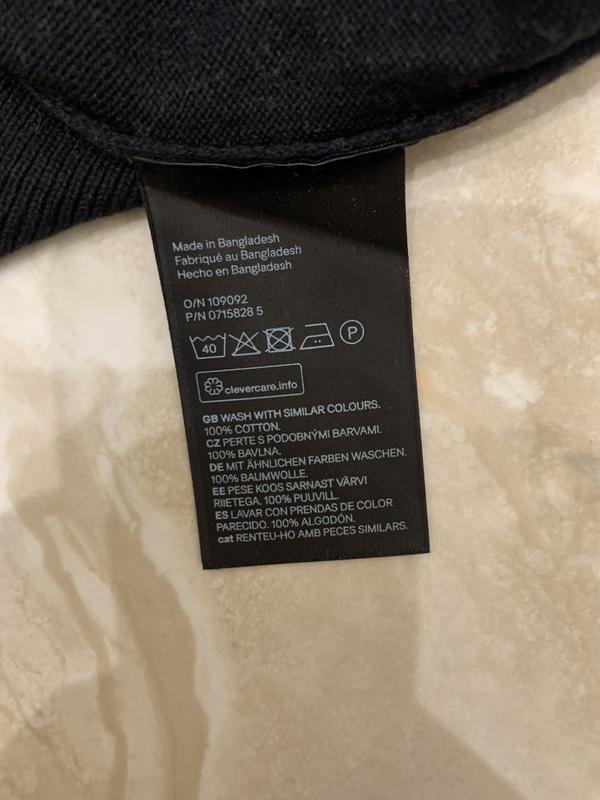 Made in Bangladesh
Fabriqué au Bangladesh
Hecho en Bangladesh
O/N 109092
P/N 0715828 5
40 P
clevercare.info
GB WASH WITH SIMILAR COLOURS.
100% COTTON.
CZ PERTE S PODOBNÝMI BARVAMI.
100% BAVLNA.
DE MIT ÄHNLICHEN FARBEN WASCHEN.
100% BAUMWOLLE.
EE PESE KOOS SARNAST VÄRVI
RIIETEGA. 100% PUUVILL.
ES LAVAR CON PRENDAS DE COLOR
PARECIDO. 100% ALGODÓN.
cat RENTEU-HO AMB PECES SIMILARS.